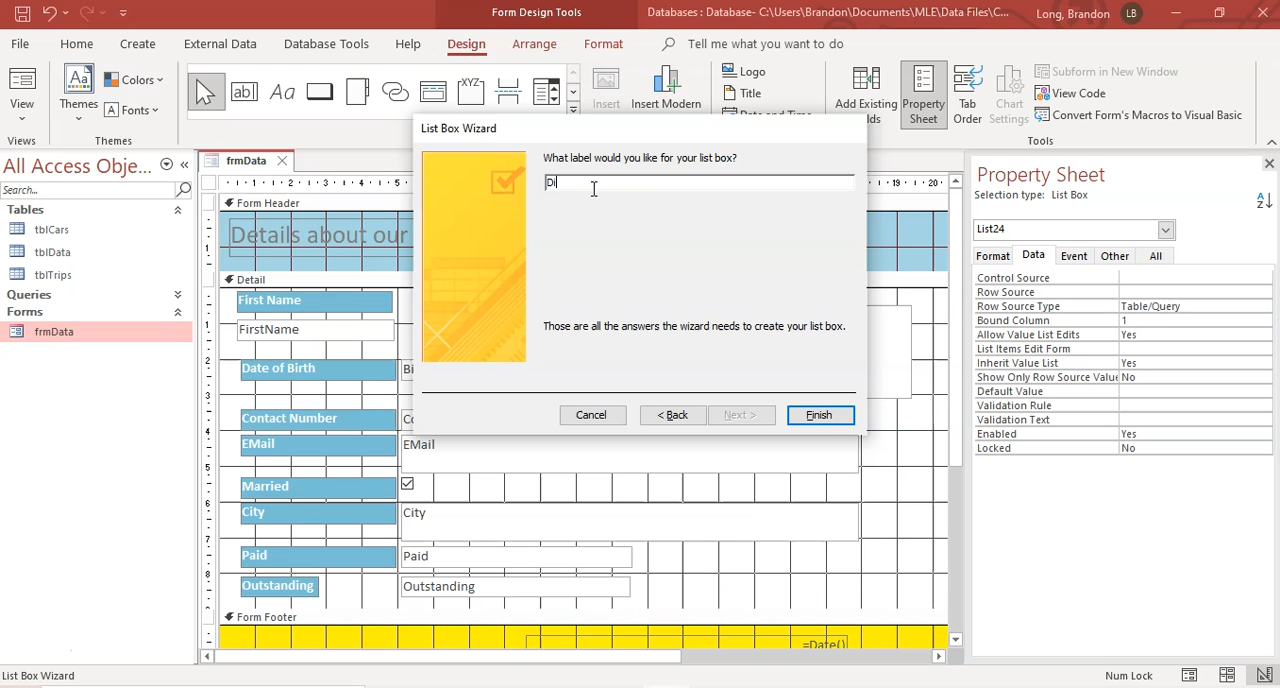 Form Design Tools
Databases : Database- C:\Users\Brandon\Documents\MLE\Data Files\C...
Long, Brandon
LB
File
Home
Create
External Data
Database Tools
Help
Design
Arrange
Format
Tell me what you want to do
View
Themes
Colors
Fonts
ab|
Aa
XYZ
Insert
Insert Modern
Logo
Title
Date and Time
Add Existing
Property
Sheet
Tab
Order
Chart
Settings
Subform in New Window
View Code
Convert Form's Macros to Visual Basic
Views
Themes
Tools
All Access Obje...
Search...
Tables
tblCars
tblData
tblTrips
Queries
Forms
frmData
frmData
Form Header
Details about our
Detail
First Name
FirstName
Date of Birth
Bi
Contact Number
Co
EMail
EMail
Married
City
City
Paid
Paid
Outstanding
Outstanding
Form Footer
=Date()
List Box Wizard
What label would you like for your list box?
Di
Those are all the answers the wizard needs to create your list box.
Cancel
< Back
Next >
Finish
Property Sheet
Selection type: List Box
List24
Format
Data
Event
Other
All
Control Source
Row Source
Row Source Type Table/Query
Bound Column 1
Allow Value List Edits Yes
List Items Edit Form
Inherit Value List Yes
Show Only Row Source Value No
Default Value
Validation Rule
Validation Text
Enabled Yes
Locked No
List Box Wizard
Num Lock